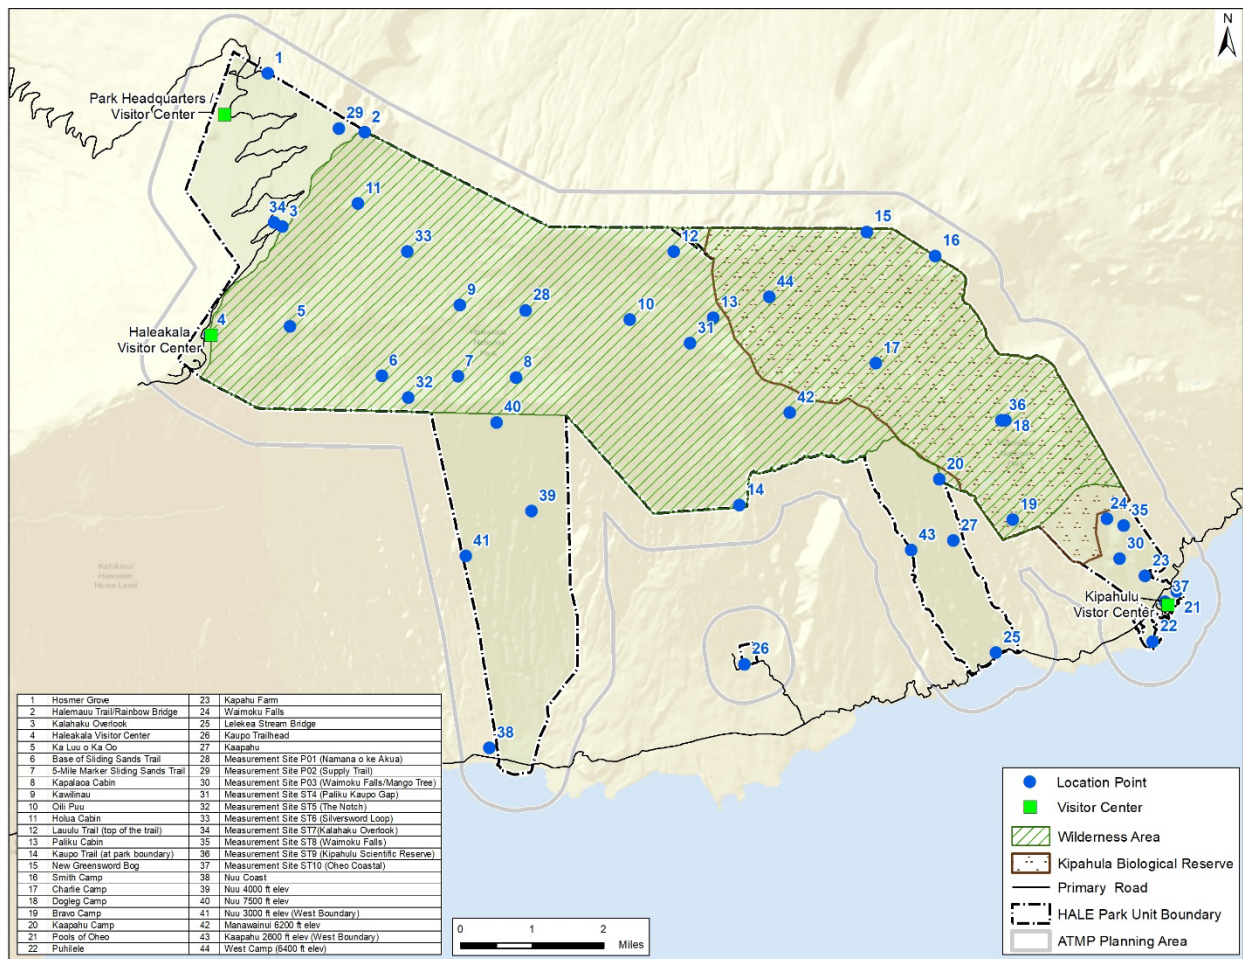 N
1
Park Headquarters /
Visitor Center
29
2
11
34
3
33
12
15
16
44
9
28
10
13
31
5
4
Haleakala
Visitor Center
17
6
7
8
32
40
42
36
18
20
14
39
19
24
35
27
43
30
41
23
Kahikinui
Hawaiian
Home Land
Kipahulu
Vistor Center
37
21
22
25
26
38
1 Hosmer Grove 23 Kapahu Farm
2 Halemauu Trail/Rainbow Bridge 24 Waimoku Falls
3 Kalahaku Overlook 25 Lelekea Stream Bridge
4 Haleakala Visitor Center 26 Kaupo Trailhead
5 Ka Luu o Ka Oo 27 Kaapahu
6 Base of Sliding Sands Trail 28 Measurement Site P01 (Namana o ke Akua)
7 5-Mile Marker Sliding Sands Trail 29 Measurement Site P02 (Supply Trail)
8 Kapalaoa Cabin 30 Measurement Site P03 (Waimoku Falls/Mango Tree)
9 Kawilinau 31 Measurement Site ST4 (Paliku Kaupo Gap)
10 Oili Puu 32 Measurement Site ST5 (The Notch)
11 Holua Cabin 33 Measurement Site ST6 (Silversword Loop)
12 Lauulu Trail (top of the trail) 34 Measurement Site ST7(Kalahaku Overlook)
13 Paliku Cabin 35 Measurement Site ST8 (Waimoku Falls)
14 Kaupo Trail (at park boundary) 36 Measurement Site ST9 (Kipahulu Scientific Reserve)
15 New Greensword Bog 37 Measurement Site ST10 (Oheo Coastal)
16 Smith Camp 38 Nuu Coast
17 Charlie Camp 39 Nuu 4000 ft elev
18 Dogleg Camp 40 Nuu 7500 ft elev
19 Bravo Camp 41 Nuu 3000 ft elev (West Boundary)
20 Kaapahu Camp 42 Manawainui 6200 ft elev
21 Pools of Oheo 43 Kaapahu 2600 ft elev (West Boundary)
22 Puhilele 44 West Camp (6400 ft elev)
0 1 2
Miles
Location Point
Visitor Center
Wilderness Area
Kipahula Biological Reserve
Primary Road
HALE Park Unit Boundary
ATMP Planning Area